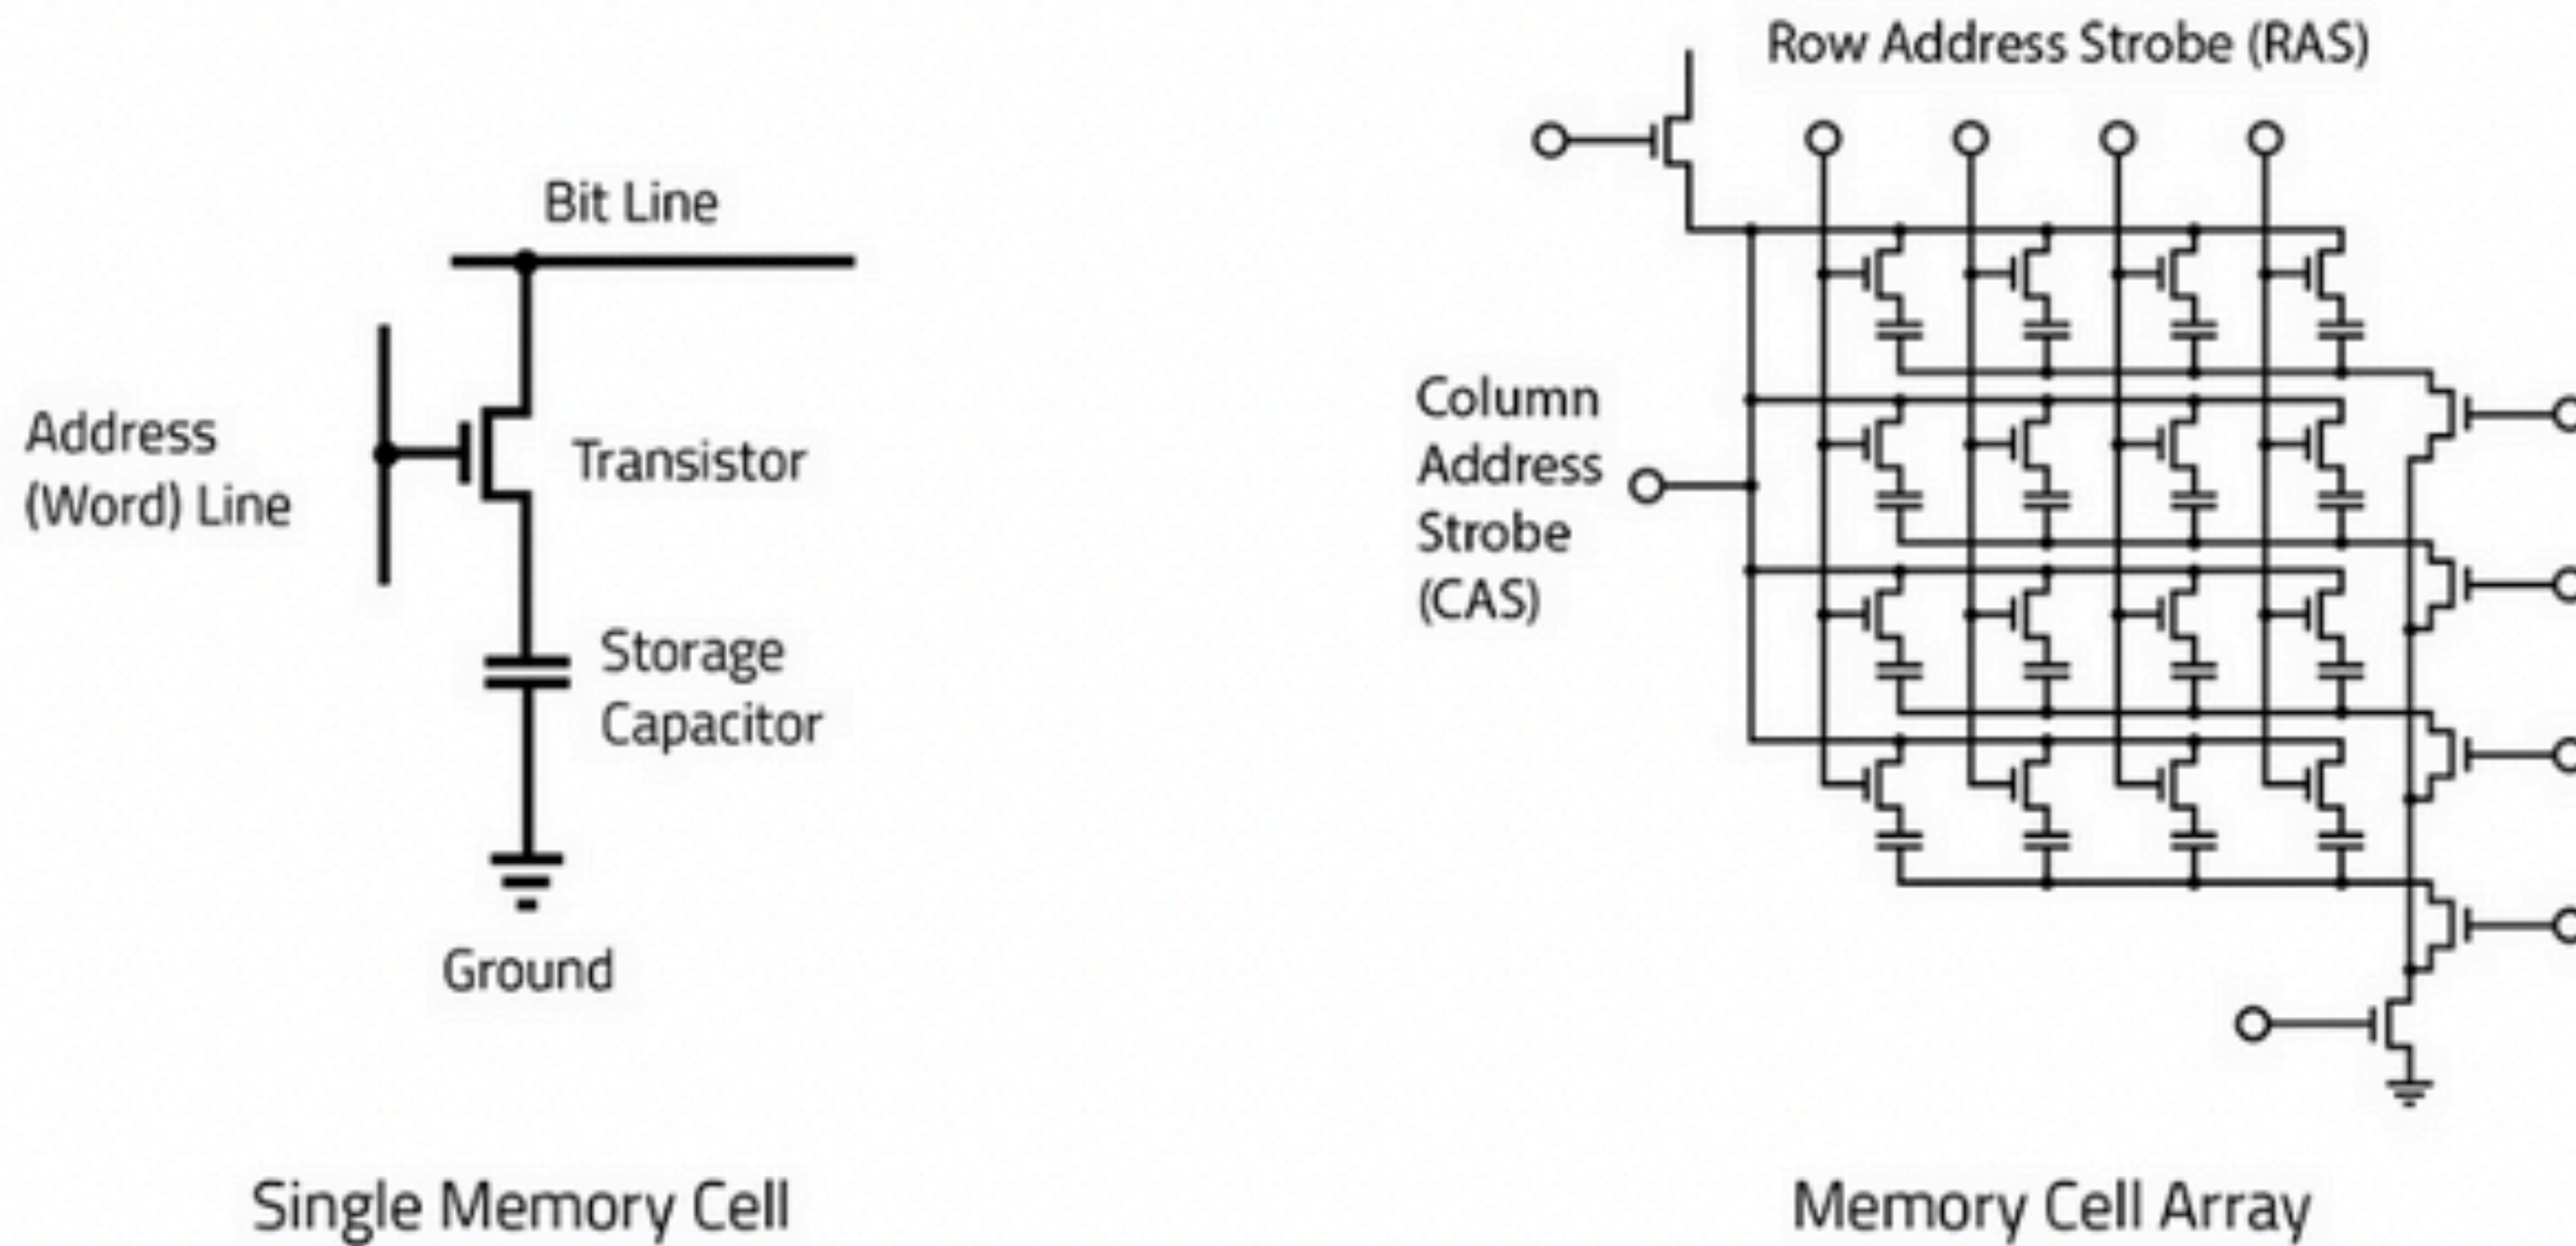 Bit Line
Address
(Word) Line
Transistor
Storage
Capacitor
Ground
Single Memory Cell
Row Address Strobe (RAS)
Column
Address
Strobe
(CAS)
Memory Cell Array